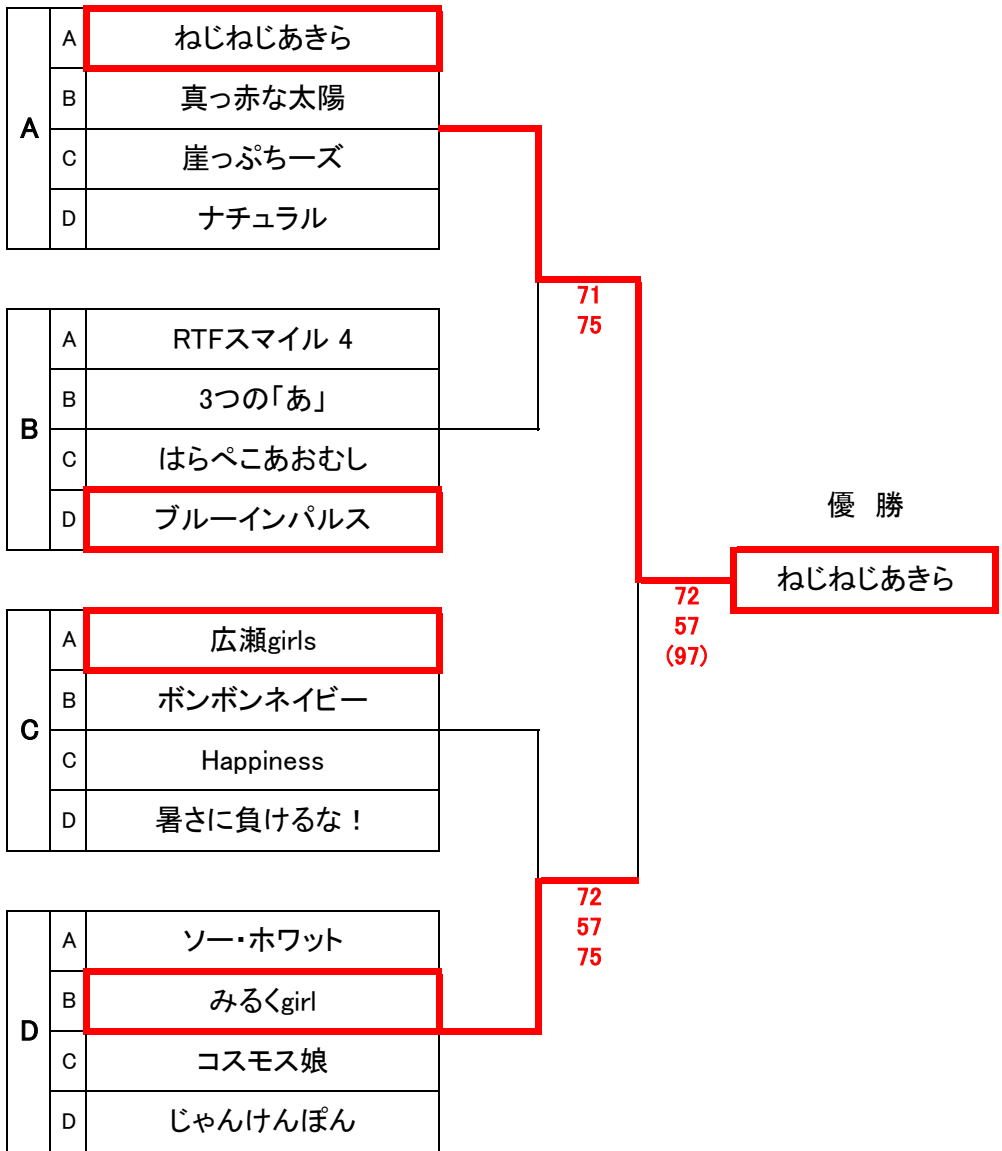 A
A ねじねじあきら
B 真っ赤な太陽
C 崖っぷちーズ
D ナチュラル
71
75
B
A RTFスマイル 4
B 3つの「あ」
C はらぺこあおむし
D ブルーインパルス
優 勝
ねじねじあきら
72
57
(97)
C
A 広瀬girls
B ボンボンネイビー
C Happiness
D 暑さに負けるな！
72
57
75
D
A ソー・ホワット
B みるくgirl
C コスモス娘
D じゃんけんぽん